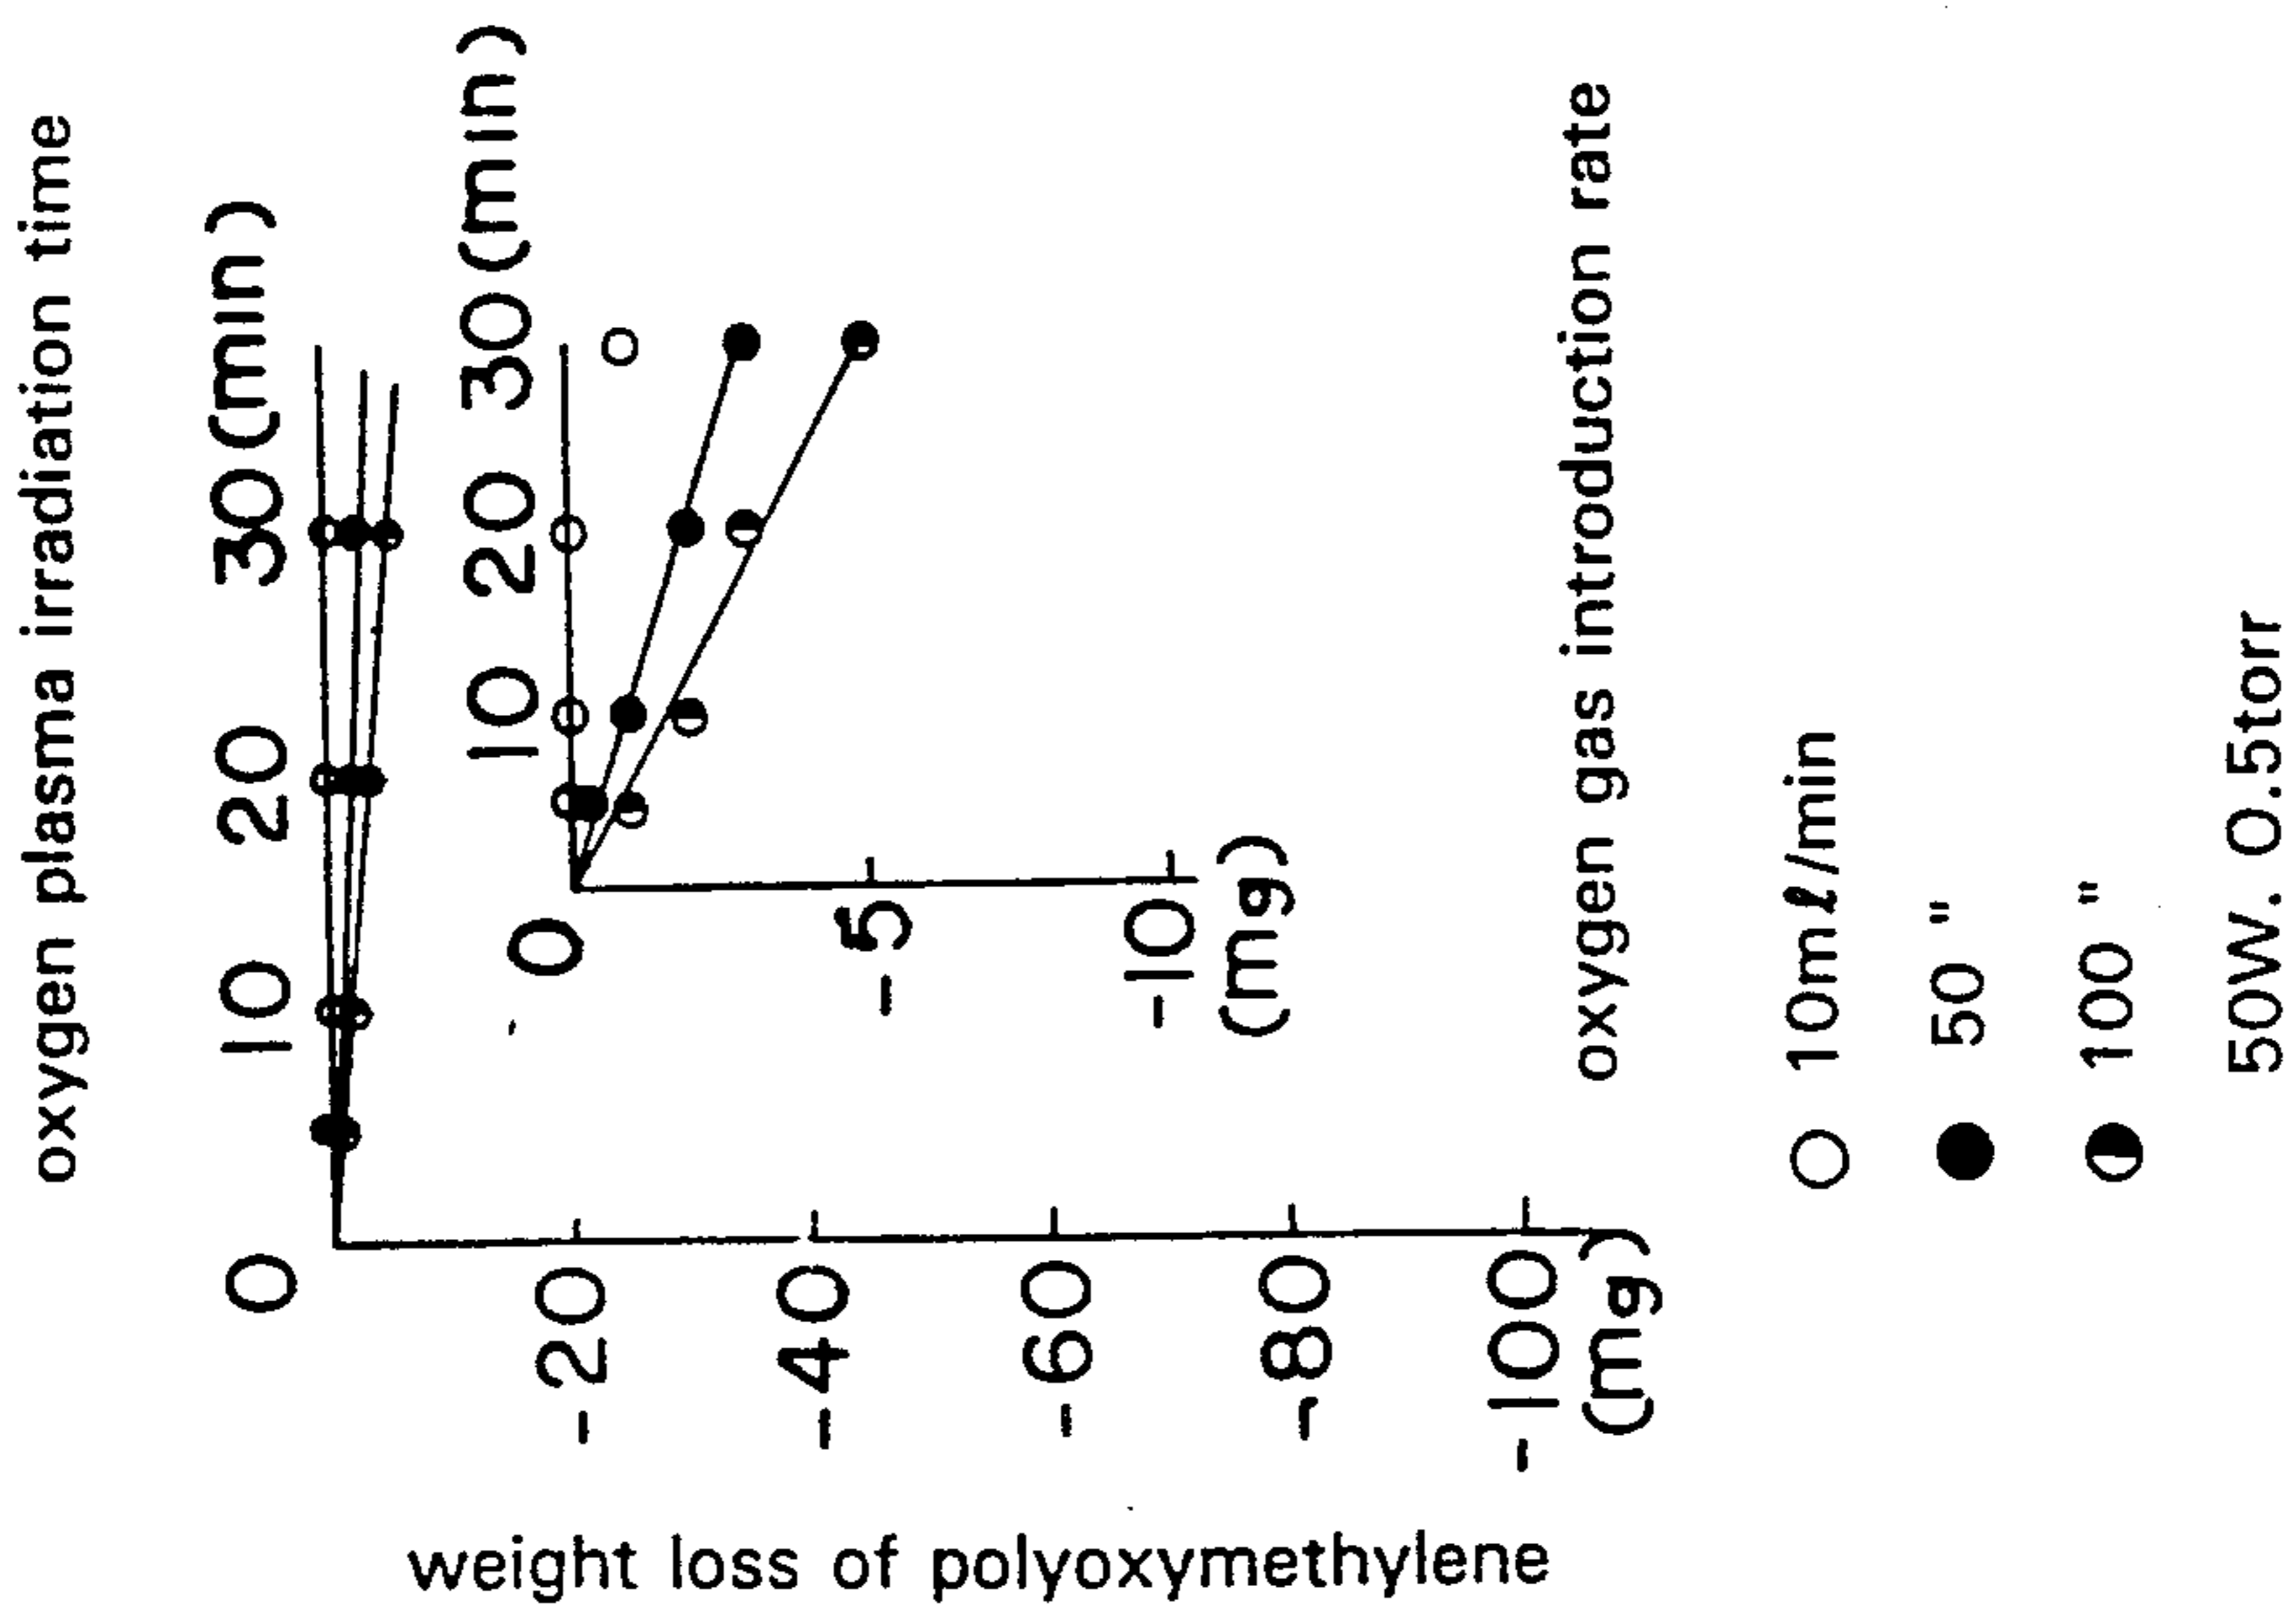 oxygen plasma irradiation time
0 10 20 30(min)
0 10 20 30(min)
-5
-10
(mg)
-20
-40
-60
-80
-100
(mg)
weight loss of polyoxymethylene
oxygen gas introduction rate
10mℓ/min
50 "
100 "
50W. 0.5torr